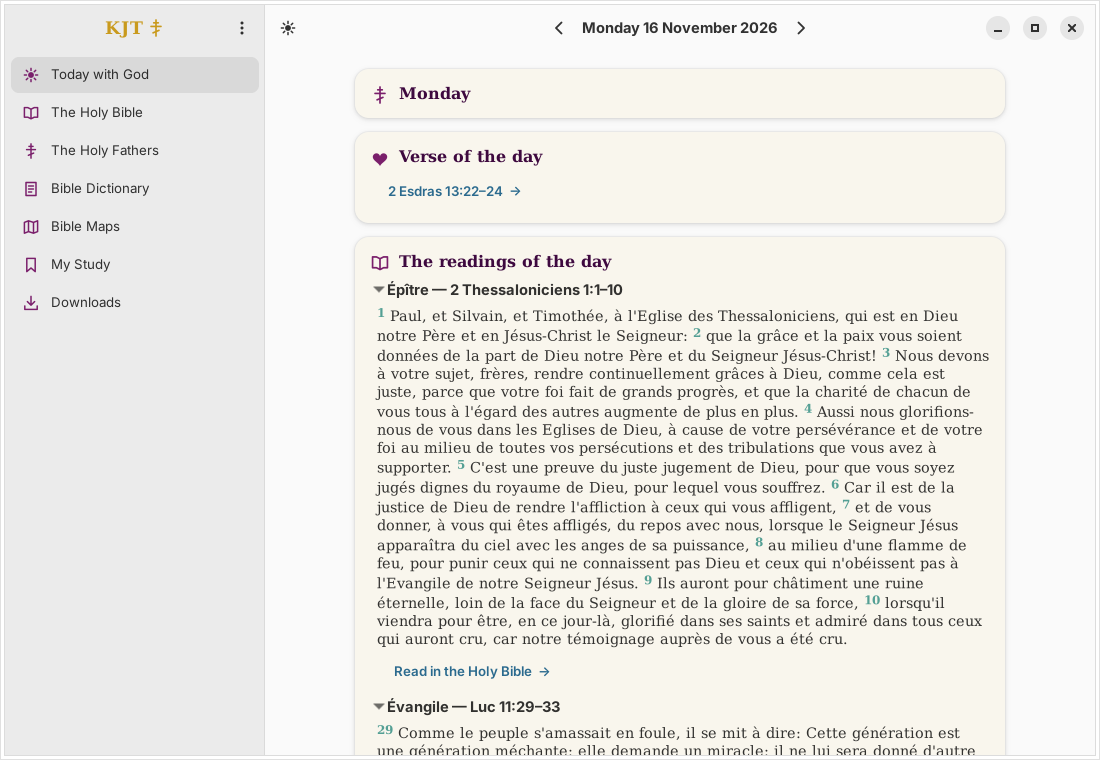 KJT
Monday 16 November 2026
Today with God
The Holy Bible
The Holy Fathers
Bible Dictionary
Bible Maps
My Study
Downloads
Monday
Verse of the day
2 Esdras 13:22–24 →
The readings of the day
Épître — 2 Thessaloniciens 1:1–10
1 Paul, et Silvain, et Timothée, à l'Eglise des Thessaloniciens, qui est en Dieu
notre Père et en Jésus-Christ le Seigneur: 2 que la grâce et la paix vous soient
données de la part de Dieu notre Père et du Seigneur Jésus-Christ! 3 Nous devons
à votre sujet, frères, rendre continuellement grâces à Dieu, comme cela est
juste, parce que votre foi fait de grands progrès, et que la charité de chacun de
vous tous à l'égard des autres augmente de plus en plus. 4 Aussi nous glorifions-
nous de vous dans les Eglises de Dieu, à cause de votre persévérance et de votre
foi au milieu de toutes vos persécutions et des tribulations que vous avez à
supporter. 5 C'est une preuve du juste jugement de Dieu, pour que vous soyez
jugés dignes du royaume de Dieu, pour lequel vous souffrez. 6 Car il est de la
justice de Dieu de rendre l'affliction à ceux qui vous affligent, 7 et de vous
donner, à vous qui êtes affligés, du repos avec nous, lorsque le Seigneur Jésus
apparaîtra du ciel avec les anges de sa puissance, 8 au milieu d'une flamme de
feu, pour punir ceux qui ne connaissent pas Dieu et ceux qui n'obéissent pas à
l'Evangile de notre Seigneur Jésus. 9 Ils auront pour châtiment une ruine
éternelle, loin de la face du Seigneur et de la gloire de sa force, 10 lorsqu'il
viendra pour être, en ce jour-là, glorifié dans ses saints et admiré dans tous ceux
qui auront cru, car notre témoignage auprès de vous a été cru.
Read in the Holy Bible →
Évangile — Luc 11:29–33
29 Comme le peuple s'amassait en foule, il se mit à dire: Cette génération est
une génération méchante; elle demande un miracle; il ne lui sera donné d'autre